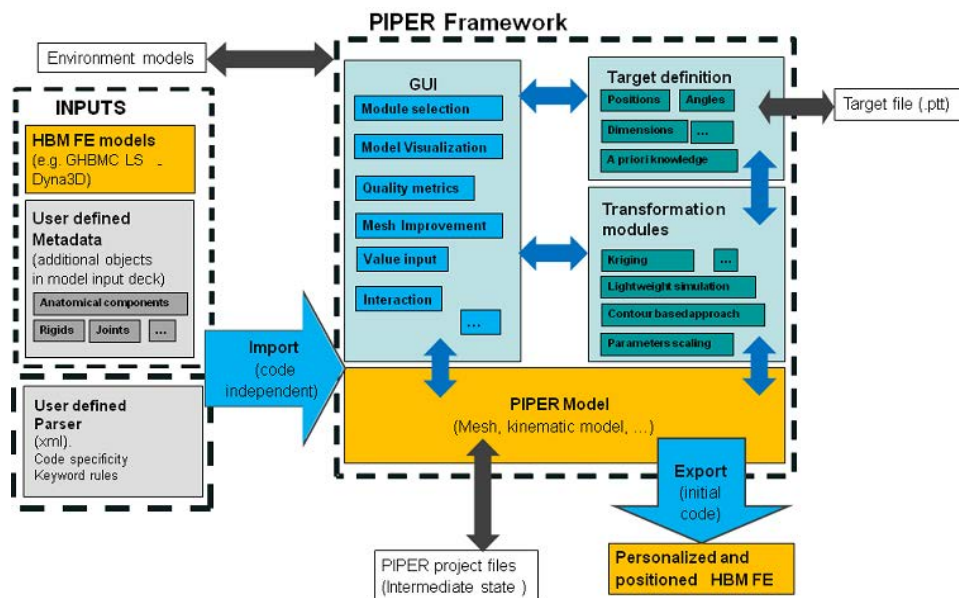 PIPER Framework
Environment models
INPUTS
HBM FE models
(e.g. GHBMC LS _
Dyna3D)
User defined
Metadata
(additional objects
in model input deck)
Anatomical components
Rigids
Joints
...
User defined
Parser
(xml).
Code specificity
Keyword rules
Import
(code
independent)
GUI
Module selection
Model Visualization
Quality metrics
Mesh Improvement
Value input
Interaction
...
Target definition
Positions
Angles
Dimensions
...
A priori knowledge
Target file (.ptt)
Transformation
modules
Kriging
...
Lightweight simulation
Contour based approach
Parameters scaling
PIPER Model
(Mesh, kinematic model, ...)
Export
(initial
code)
PIPER project files
(Intermediate state )
Personalized and
positioned HBM FE